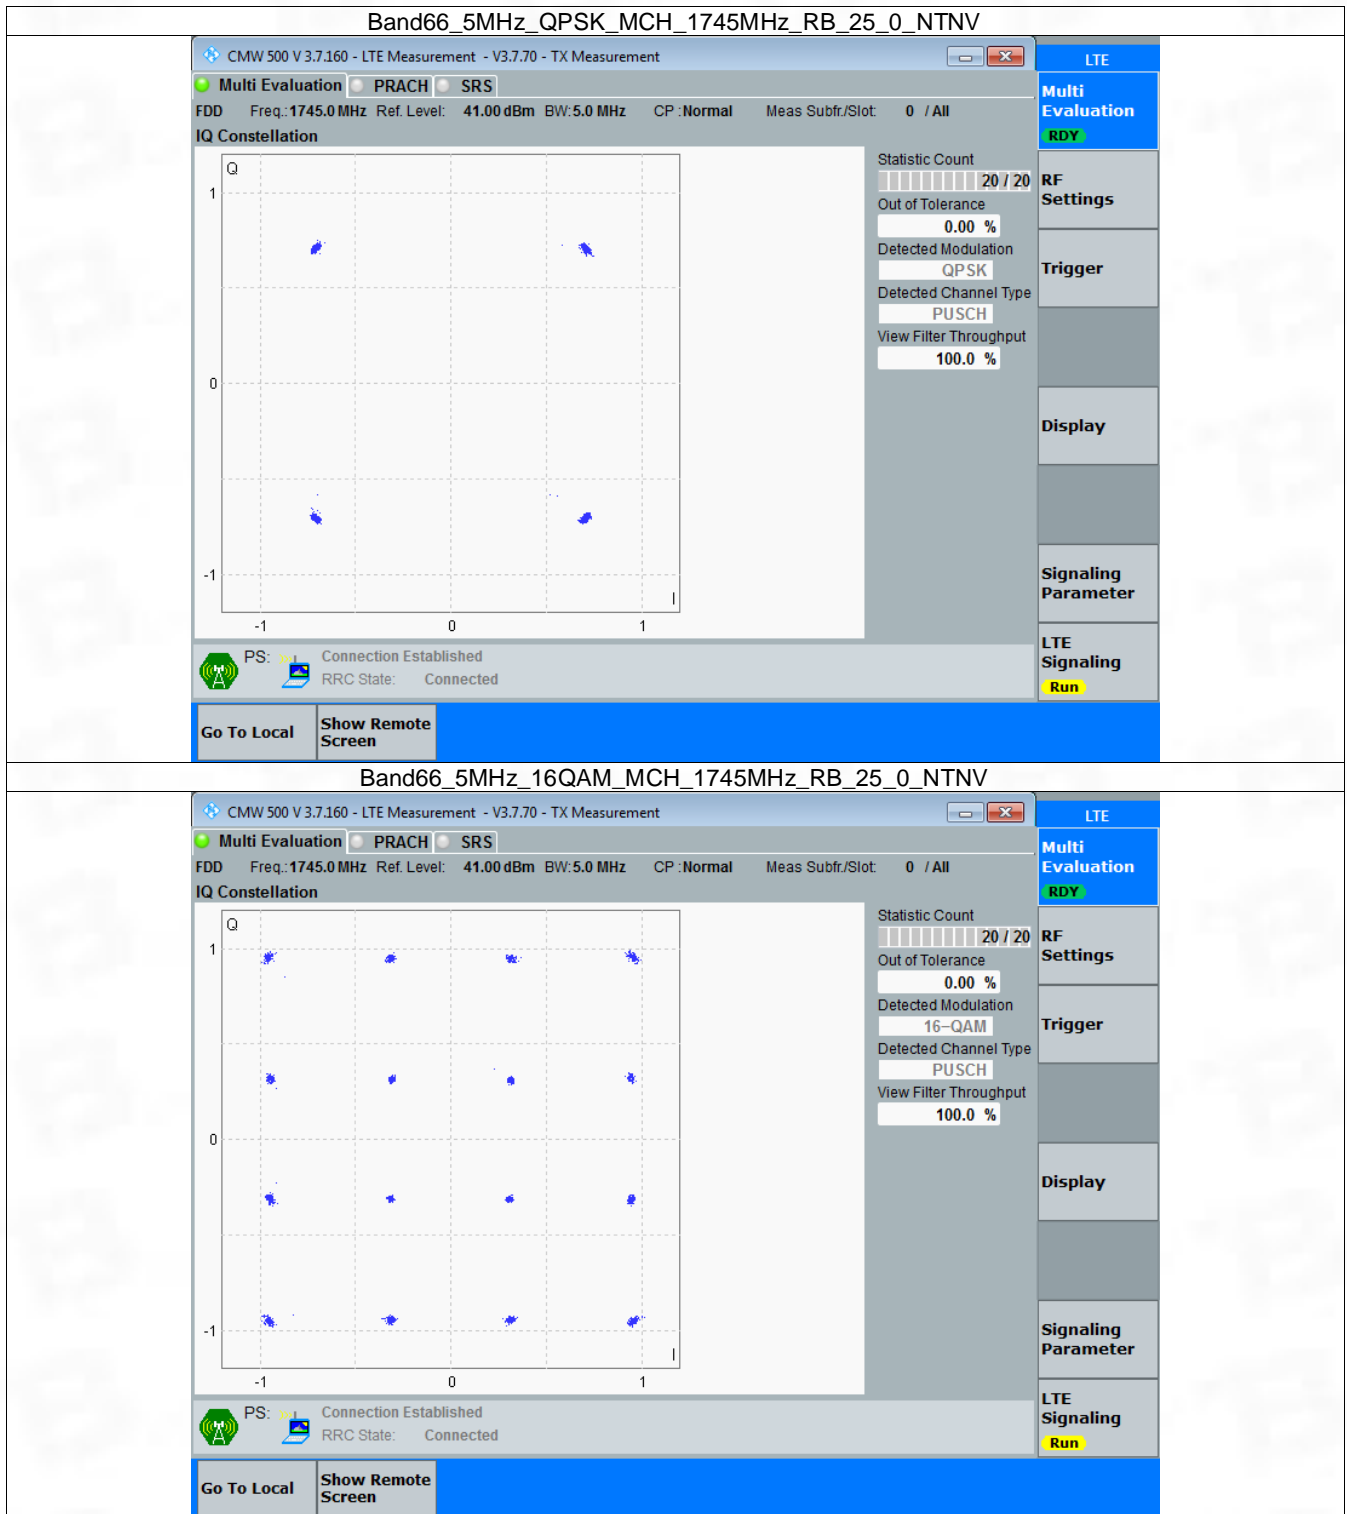 Band66_5MHz_QPSK_MCH_1745MHz_RB_25_0_NTNV
CMW 500 V 3.7.160 - LTE Measurement - V3.7.70 - TX Measurement
LTE
Multi Evaluation PRACH SRS
FDD Freq.:1745.0 MHz Ref. Level: 41.00 dBm BW:5.0 MHz CP :Normal Meas Subfr./Slot: 0 / All
IQ Constellation
Q
1
0
-1
-1 0 1
I
Statistic Count
20 / 20
Out of Tolerance
0.00 %
Detected Modulation
QPSK
Detected Channel Type
PUSCH
View Filter Throughput
100.0 %
Multi
Evaluation
RDY
RF
Settings
Trigger
Display
Signaling
Parameter
LTE
Signaling
Run
PS: Connection Established
RRC State: Connected
Go To Local
Show Remote
Screen
Band66_5MHz_16QAM_MCH_1745MHz_RB_25_0_NTNV
CMW 500 V 3.7.160 - LTE Measurement - V3.7.70 - TX Measurement
LTE
Multi Evaluation PRACH SRS
FDD Freq.:1745.0 MHz Ref. Level: 41.00 dBm BW:5.0 MHz CP :Normal Meas Subfr./Slot: 0 / All
IQ Constellation
Q
1
0
-1
-1 0 1
I
Statistic Count
20 / 20
Out of Tolerance
0.00 %
Detected Modulation
16-QAM
Detected Channel Type
PUSCH
View Filter Throughput
100.0 %
Multi
Evaluation
RDY
RF
Settings
Trigger
Display
Signaling
Parameter
LTE
Signaling
Run
PS: Connection Established
RRC State: Connected
Go To Local
Show Remote
Screen